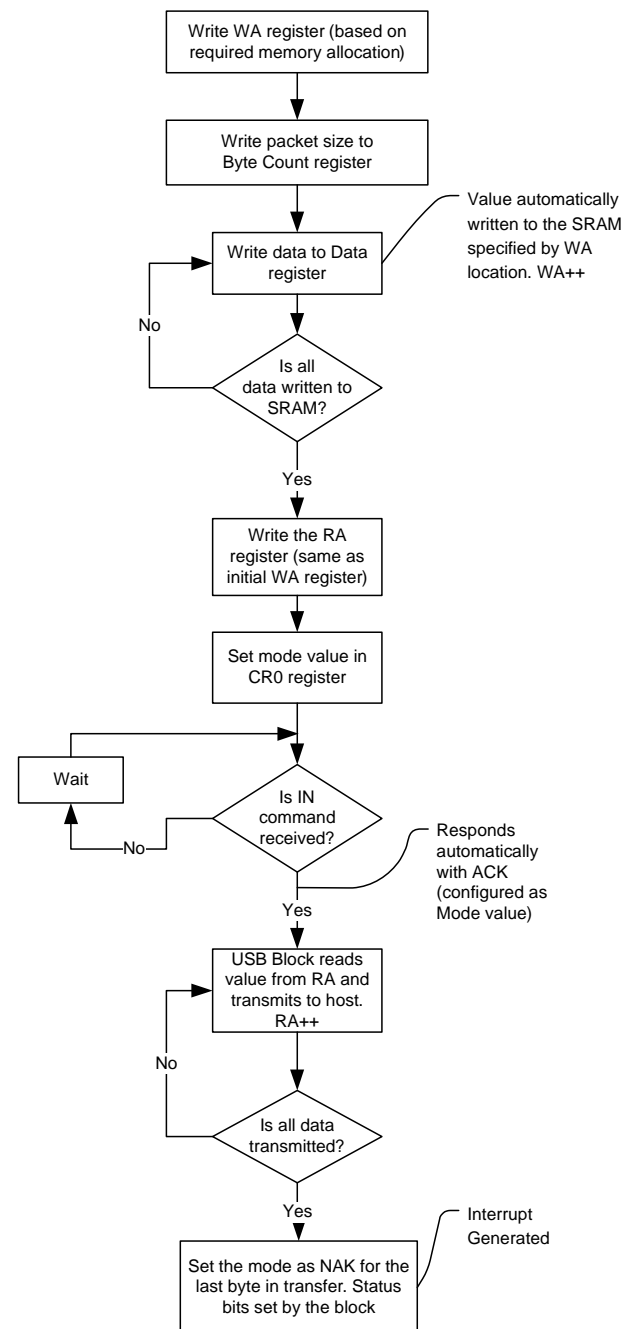 Write WA register (based on
required memory allocation)
Write packet size to
Byte Count register
Value automatically
written to the SRAM
specified by WA
location. WA++
Write data to Data
register
No
Is all
data written to
SRAM?
Yes
Write the RA
register (same as
initial WA register)
Set mode value in
CR0 register
Wait
Is IN
command
received?
No
Responds
automatically
with ACK
(configured as
Mode value)
Yes
USB Block reads
value from RA and
transmits to host.
RA++
No
Is all data
transmitted?
Yes
Interrupt
Generated
Set the mode as NAK for the
last byte in transfer. Status
bits set by the block